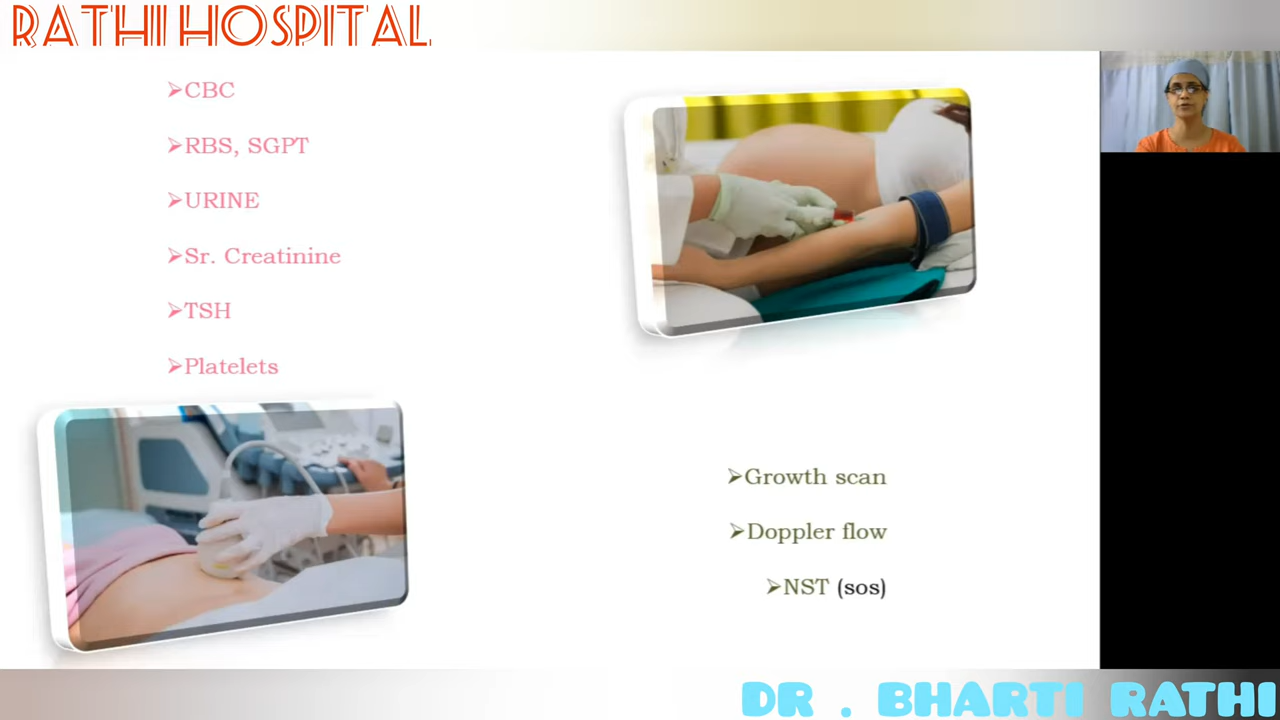 RATHI HOSPITAL
➢CBC
➢RBS, SGPT
➢URINE
➢Sr. Creatinine
➢TSH
➢Platelets
➢Growth scan
➢Doppler flow
➢NST (sos)
DR . BHARTI RATHI